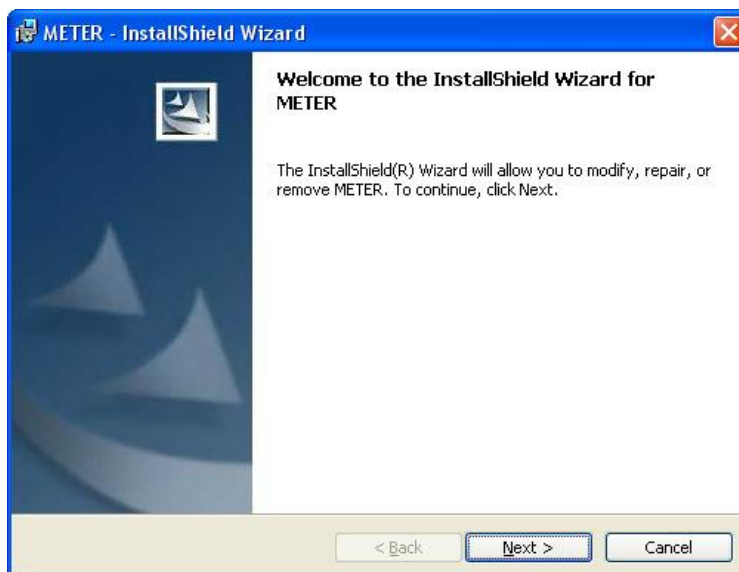 METER - InstallShield Wizard
Welcome to the InstallShield Wizard for
METER
The InstallShield(R) Wizard will allow you to modify, repair, or
remove METER. To continue, click Next.
< Back
Next >
Cancel